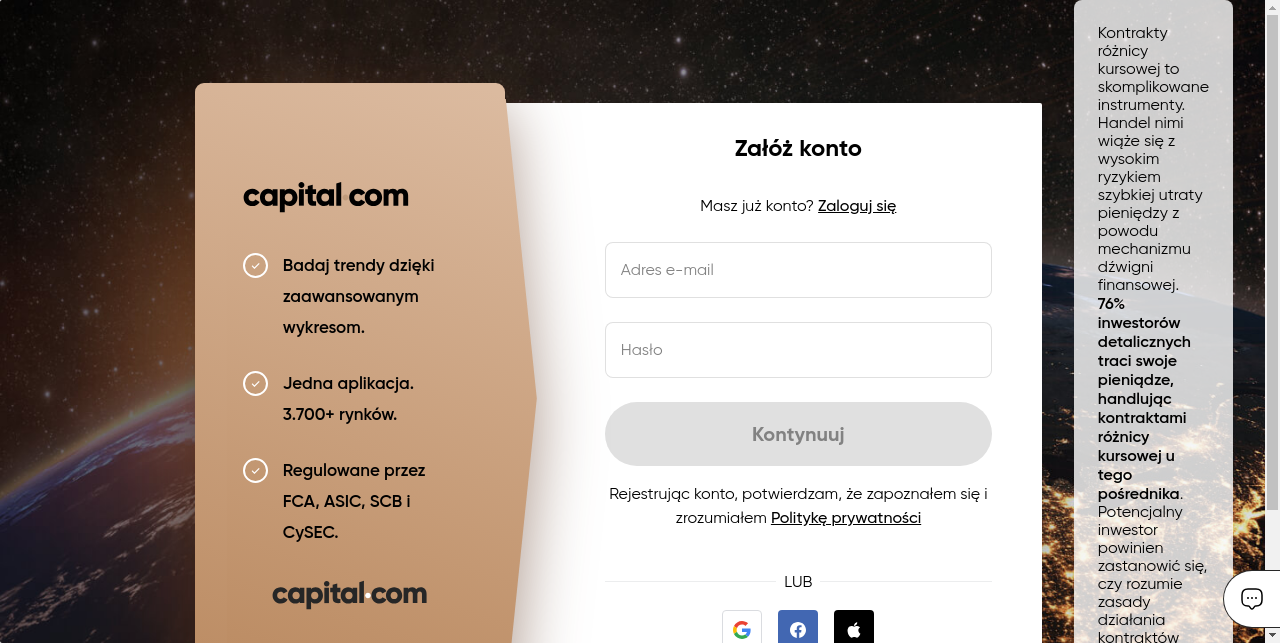 capital com
Badaj trendy dzięki
zaawansowanym
wykresom.
Jedna aplikacja.
3.700+ rynków.
Regulowane przez
FCA, ASIC, SCB i
CySEC.
capital.com
Załóż konto
Masz już konto? Zaloguj się
Adres e-mail
Hasło
Kontynuuj
Rejestrując konto, potwierdzam, że zapoznałem się i
zrozumiałem Politykę prywatności
LUB
Kontrakty
różnicy
kursowej to
skomplikowane
instrumenty.
Handel nimi
wiąże się z
wysokim
ryzykiem
szybkiej utraty
pieniędzy z
powodu
mechanizmu
dźwigni
finansowej.
76%
inwestorów
detalicznych
traci swoje
pieniądze,
handlując
kontraktami
różnicy
kursowej u
tego
pośrednika.
Potencjalny
inwestor
powinien
zastanowić się,
czy rozumie
zasady
działania
kontraktów